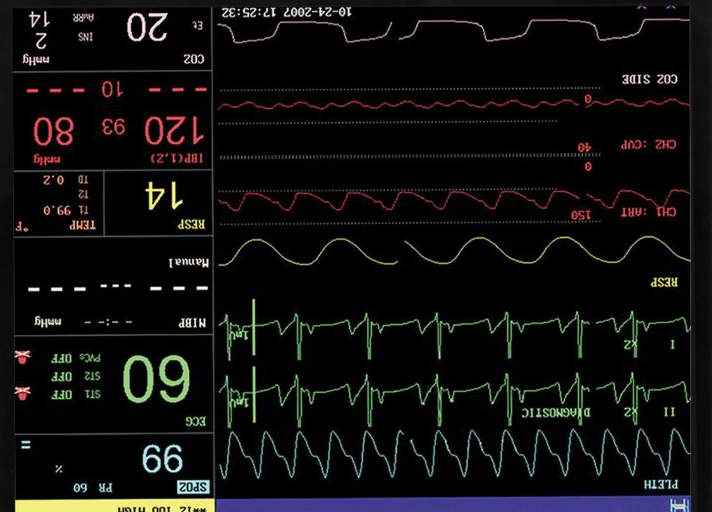 **T2 TOO HIGH
PLETH
SPO2 PR 60
99 %
II X2 DIAGNOSTIC 1mV
ECG
60
ST1 OFF
ST2 OFF
PVCs OFF
I X2 1mV
NIBP --:-- mmHg
--- --- ---
Manual
RESP
RESP
14
TEMP °F
T1 99.0
T2
TD 0.2
CH1: ART 150
0
IBP(1,2) mmHg
120 93 80
--- 10 ---
CH2: CVP 40
0
CO2 SIDE
CO2 mmHg
Et 20
INS 2
AwRR 14
10-24-2007 17:25:32